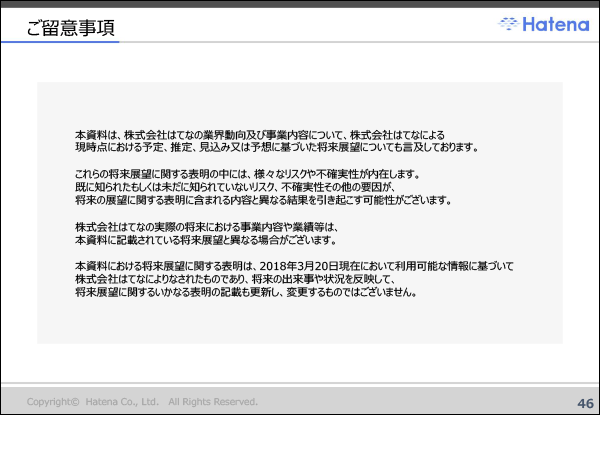 ご留意事項
Hatena
本資料は、株式会社はてなの業界動向及び事業内容について、株式会社はてなによる
現時点における予定、推定、見込み又は予想に基づいた将来展望についても言及しております。
これらの将来展望に関する表明の中には、様々なリスクや不確実性が内在します。
既に知られたもしくは未だに知られていないリスク、不確実性その他の要因が、
将来の展望に関する表明に含まれる内容と異なる結果を引き起こす可能性がございます。
株式会社はてなの実際の将来における事業内容や業績等は、
本資料に記載されている将来展望と異なる場合がございます。
本資料における将来展望に関する表明は、2018年3月20日現在において利用可能な情報に基づいて
株式会社はてなによりなされたものであり、将来の出来事や状況を反映して、
将来展望に関するいかなる表明の記載も更新し、変更するものではございません。
Copyright© Hatena Co., Ltd. All Rights Reserved.
46